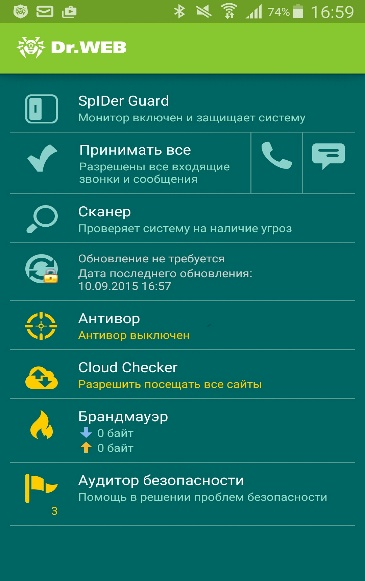 74% 16:59
Dr.WEB
SpIDer Guard
Монитор включен и защищает систему
Принимать все
Разрешены все входящие
звонки и сообщения
Сканер
Проверяет систему на наличие угроз
Обновление не требуется
Дата последнего обновления:
10.09.2015 16:57
Антивор
Антивор выключен
Cloud Checker
Разрешить посещать все сайты
Брандмауэр
0 байт
0 байт
Аудитор безопасности
Помощь в решении проблем безопасности
3